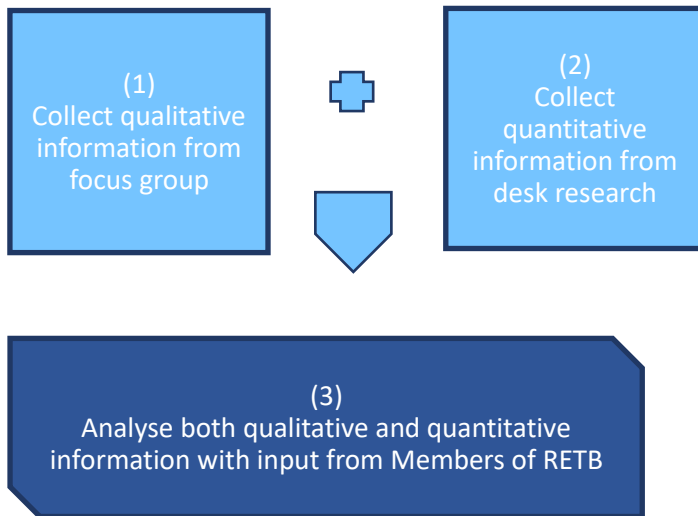 (1)
Collect qualitative
information from
focus group
(2)
Collect
quantitative
information from
desk research
(3)
Analyse both qualitative and quantitative
information with input from Members of RETB